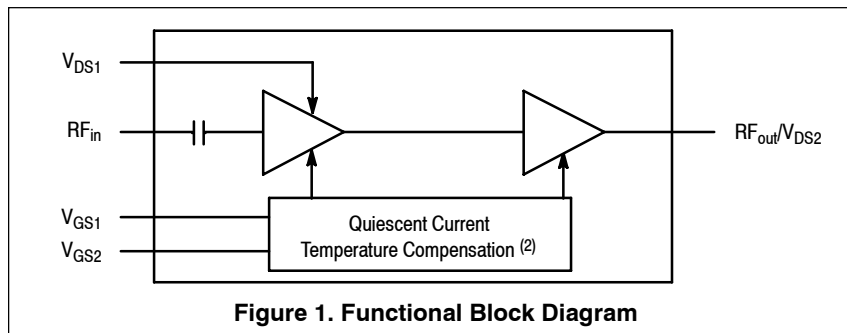 V_DS1
RF_in
RF_out/V_DS2
V_GS1
V_GS2
Quiescent Current
Temperature Compensation (2)
Figure 1. Functional Block Diagram